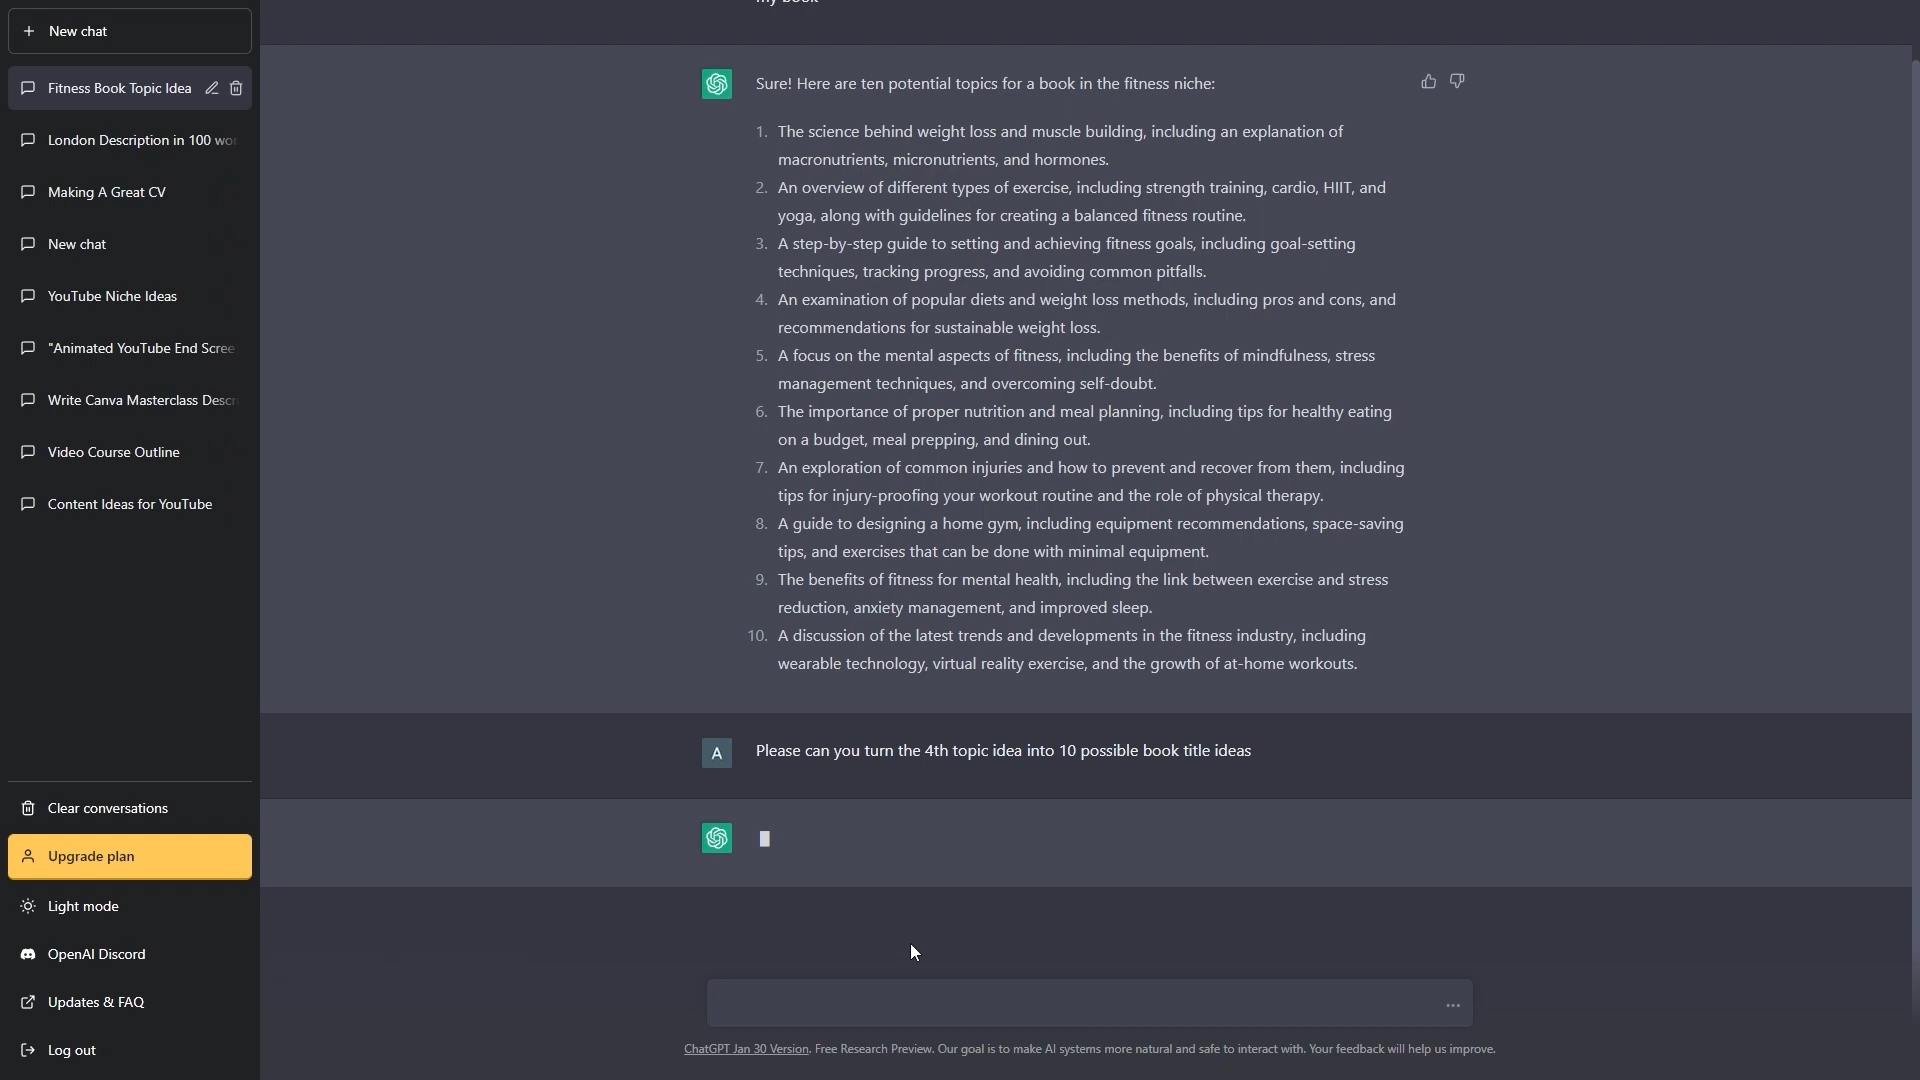 New chat
Fitness Book Topic Idea
London Description in 100 wor
Making A Great CV
New chat
YouTube Niche Ideas
"Animated YouTube End Scree
Write Canva Masterclass Descri
Video Course Outline
Content Ideas for YouTube
Clear conversations
Upgrade plan
Light mode
OpenAI Discord
Updates & FAQ
Log out
my book
Sure! Here are ten potential topics for a book in the fitness niche:
1. The science behind weight loss and muscle building, including an explanation of
macronutrients, micronutrients, and hormones.
2. An overview of different types of exercise, including strength training, cardio, HIIT, and
yoga, along with guidelines for creating a balanced fitness routine.
3. A step-by-step guide to setting and achieving fitness goals, including goal-setting
techniques, tracking progress, and avoiding common pitfalls.
4. An examination of popular diets and weight loss methods, including pros and cons, and
recommendations for sustainable weight loss.
5. A focus on the mental aspects of fitness, including the benefits of mindfulness, stress
management techniques, and overcoming self-doubt.
6. The importance of proper nutrition and meal planning, including tips for healthy eating
on a budget, meal prepping, and dining out.
7. An exploration of common injuries and how to prevent and recover from them, including
tips for injury-proofing your workout routine and the role of physical therapy.
8. A guide to designing a home gym, including equipment recommendations, space-saving
tips, and exercises that can be done with minimal equipment.
9. The benefits of fitness for mental health, including the link between exercise and stress
reduction, anxiety management, and improved sleep.
10. A discussion of the latest trends and developments in the fitness industry, including
wearable technology, virtual reality exercise, and the growth of at-home workouts.
A
Please can you turn the 4th topic idea into 10 possible book title ideas
ChatGPT Jan 30 Version. Free Research Preview. Our goal is to make AI systems more natural and safe to interact with. Your feedback will help us improve.